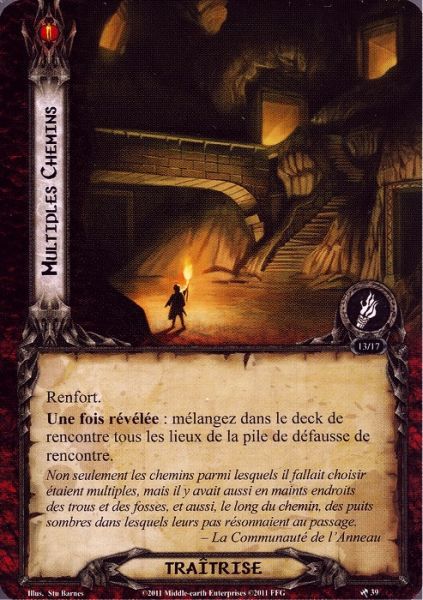 MULTIPLES CHEMINS
13/17
Renfort.
Une fois révélée : mélangez dans le deck de
rencontre tous les lieux de la pile de défausse de
rencontre.
Non seulement les chemins parmi lesquels il fallait choisir
étaient multiples, mais il y avait aussi en maints endroits
des trous et des fosses, et aussi, le long du chemin, des puits
sombres dans lesquels leurs pas résonnaient au passage.
– La Communauté de l'Anneau
TRAÎTRISE
Illus. Stu Barnes ©2011 Middle-earth Enterprises ©2011 FFG 39